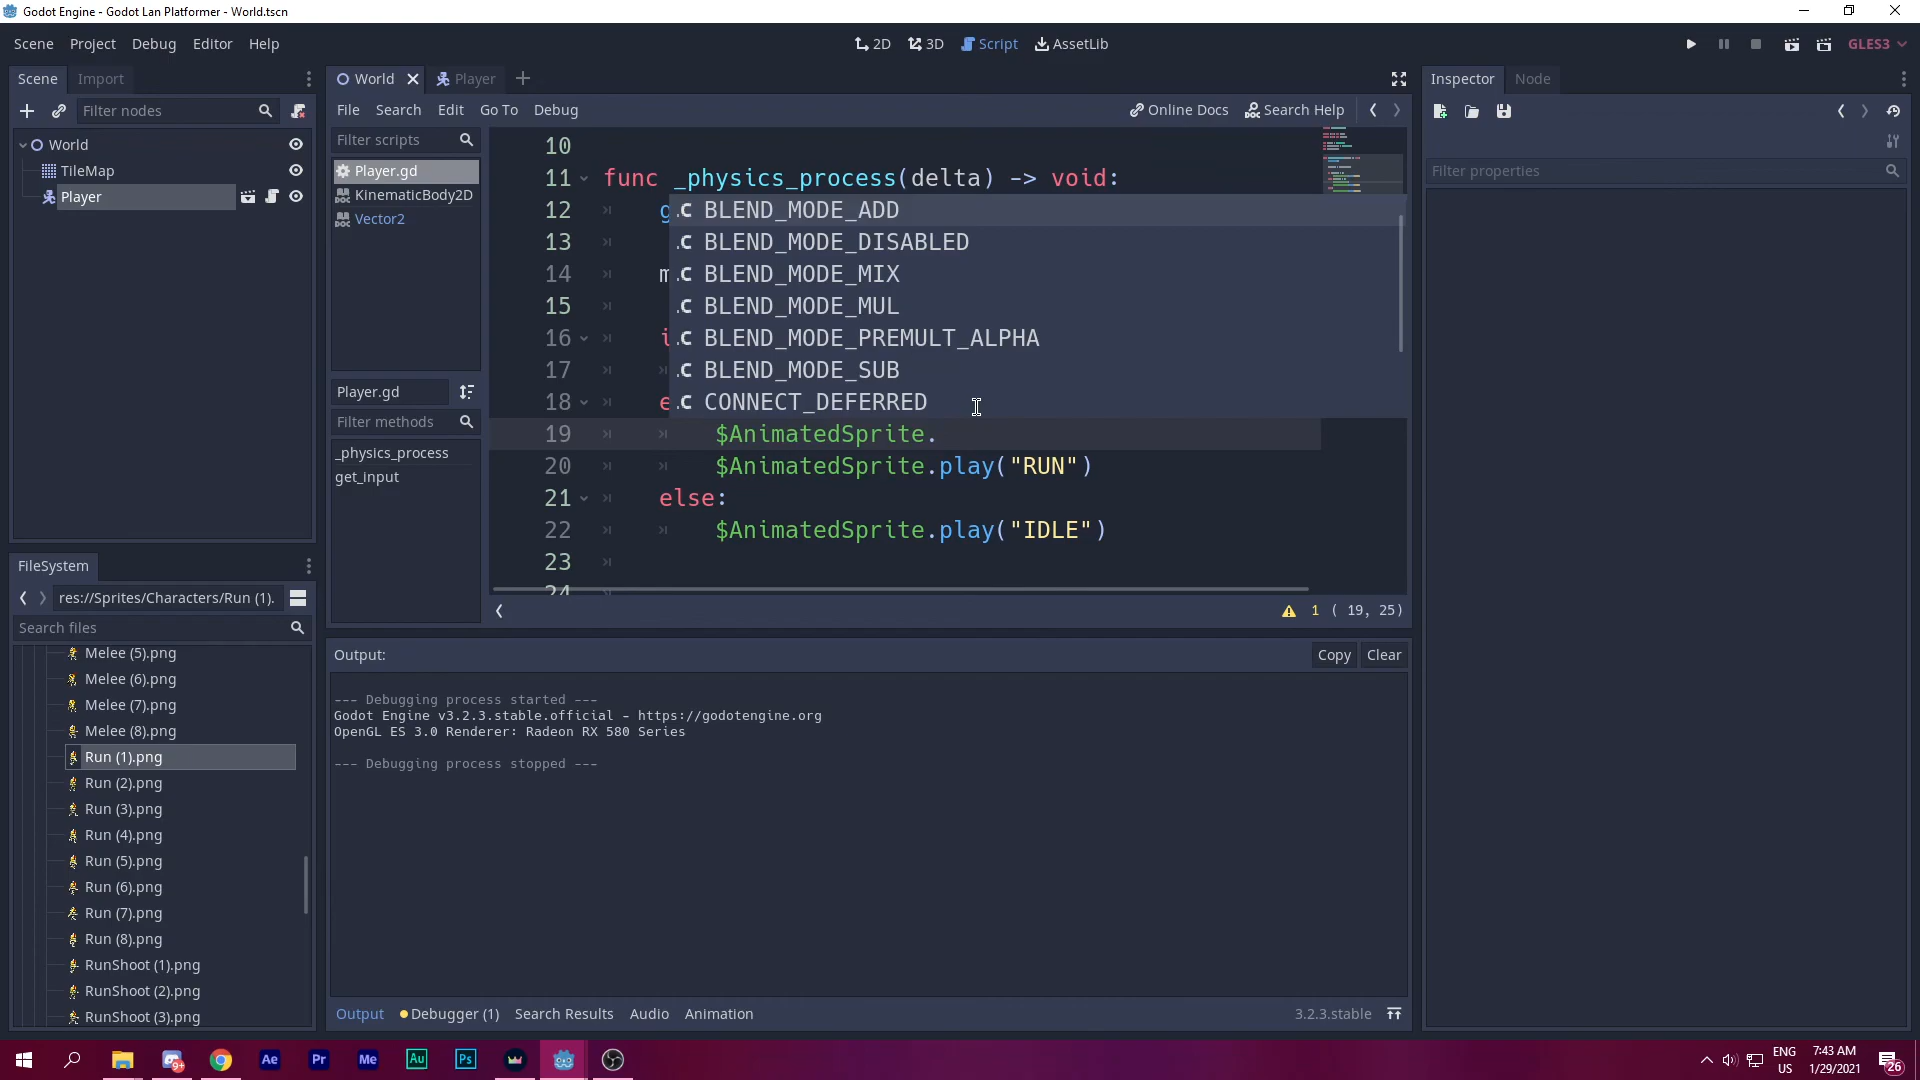 Godot Engine - Godot Lan Platformer - World.tscn
Scene Project Debug Editor Help
2D 3D Script AssetLib
GLES3
Scene Import
Filter nodes
World
TileMap
Player
FileSystem
res://Sprites/Characters/Run (1).
Search files
Melee (5).png
Melee (6).png
Melee (7).png
Melee (8).png
Run (1).png
Run (2).png
Run (3).png
Run (4).png
Run (5).png
Run (6).png
Run (7).png
Run (8).png
RunShoot (1).png
RunShoot (2).png
RunShoot (3).png
World Player
File Search Edit Go To Debug
Online Docs Search Help
Filter scripts
Player.gd
KinematicBody2D
Vector2
Player.gd
Filter methods
_physics_process
get_input
10
11 func _physics_process(delta) -> void:
12 g
13
14 m
15
16 i
17
18 e
.C BLEND_MODE_ADD
.C BLEND_MODE_DISABLED
.C BLEND_MODE_MIX
.C BLEND_MODE_MUL
.C BLEND_MODE_PREMULT_ALPHA
.C BLEND_MODE_SUB
.C CONNECT_DEFERRED
19 $AnimatedSprite.
20 $AnimatedSprite.play("RUN")
21 else:
22 $AnimatedSprite.play("IDLE")
23
24
1 ( 19, 25)
Output:
Copy Clear
--- Debugging process started ---
Godot Engine v3.2.3.stable.official - https://godotengine.org
OpenGL ES 3.0 Renderer: Radeon RX 580 Series
--- Debugging process stopped ---
Output Debugger (1) Search Results Audio Animation
3.2.3.stable
Inspector Node
Filter properties
9+ Ae Pr Me Au Ps
ENG
US
7:43 AM
1/29/2021
26